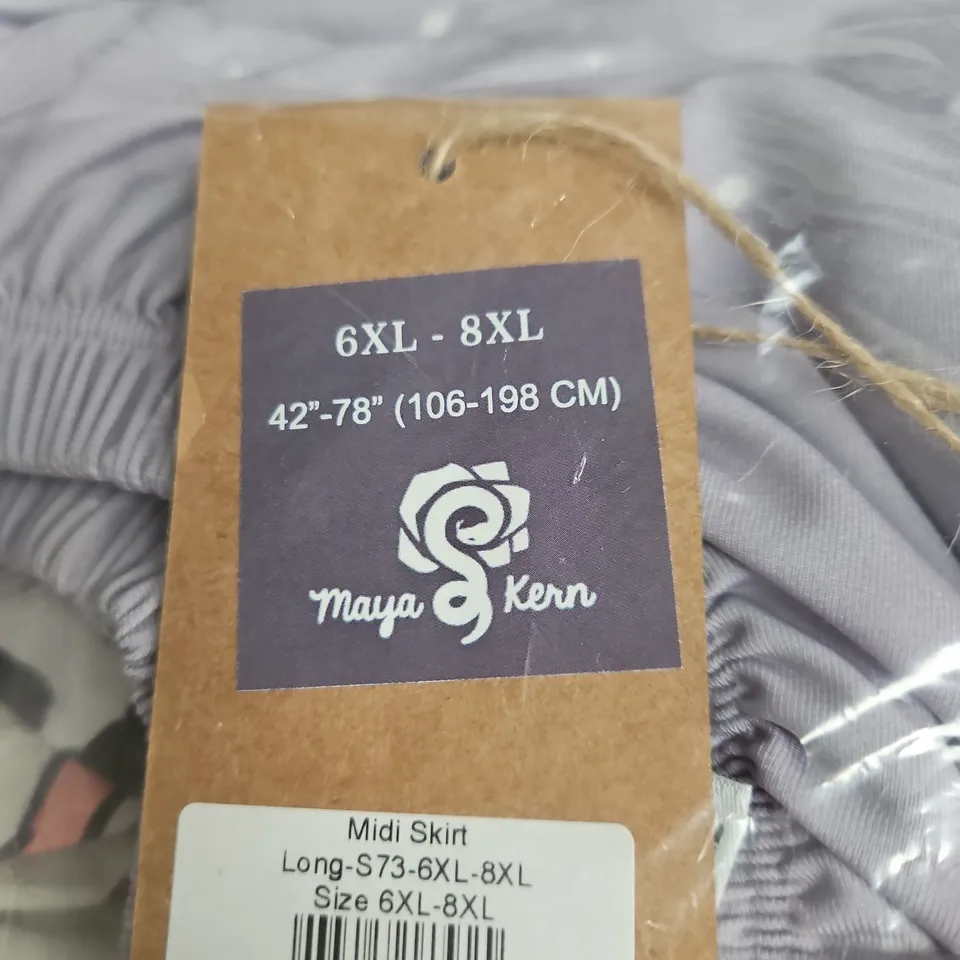 6XL - 8XL
42”-78” (106-198 CM)
Maya Kern
Midi Skirt
Long-S73-6XL-8XL
Size 6XL-8XL